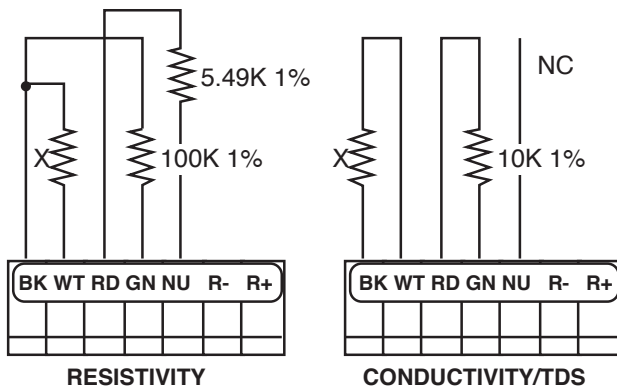 5.49K 1%
NC
X
100K 1%
X
10K 1%
BK WT RD GN NU R- R+
BK WT RD GN NU R- R+
RESISTIVITY
CONDUCTIVITY/TDS